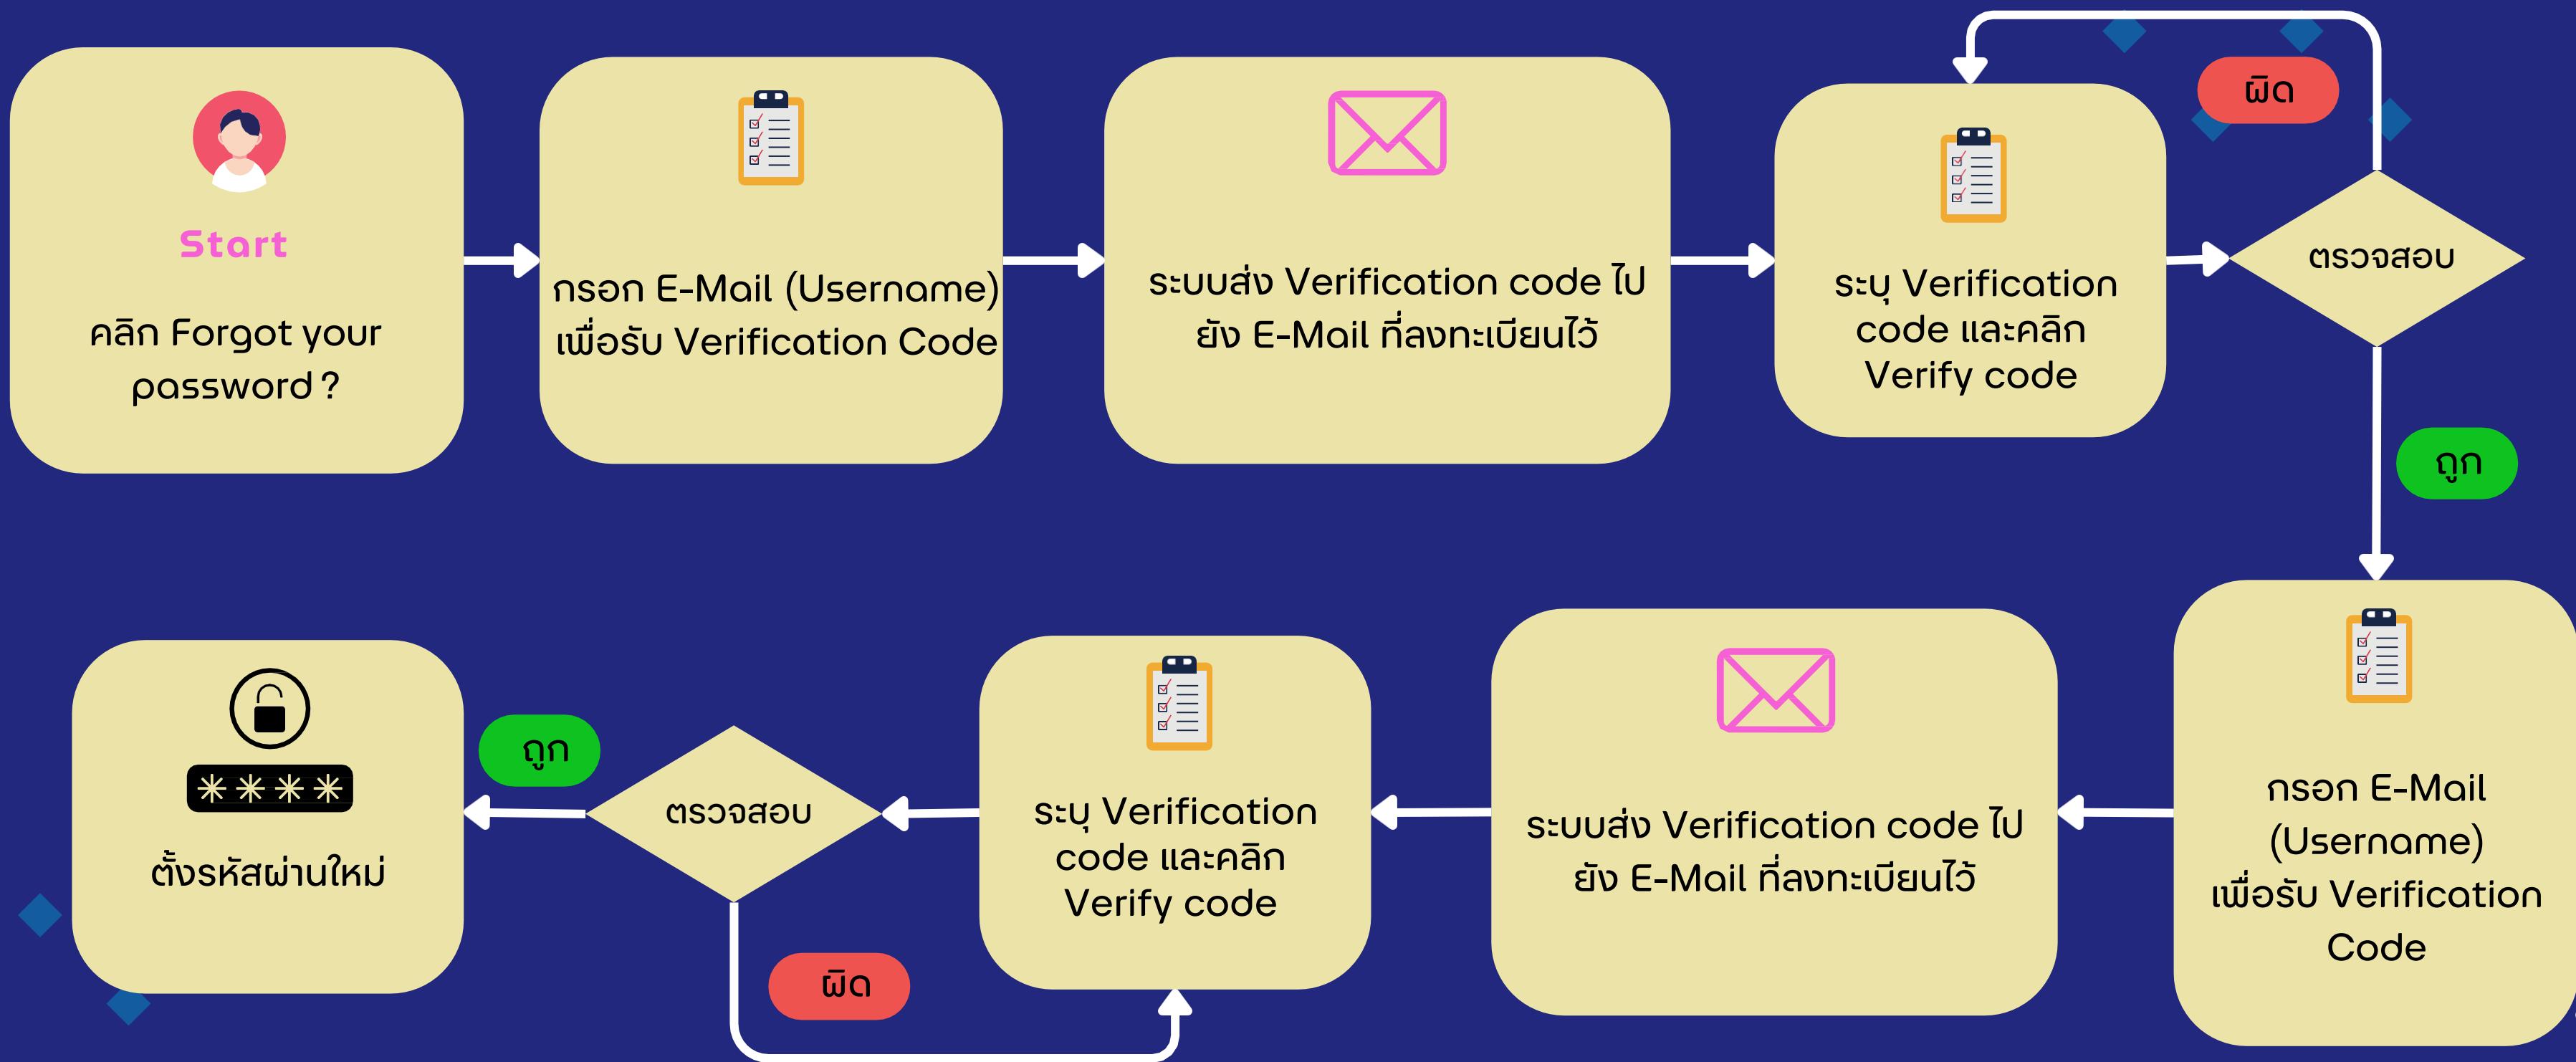 Start
คลิก Forgot your
password ?
กรอก E-Mail (Username)
เพื่อรับ Verification Code
ระบบส่ง Verification code ไป
ยัง E-Mail ที่ลงทะเบียนไว้
ระบุ Verification
code และคลิก
Verify code
ตรวจสอบ
ผิด
ถูก
กรอก E-Mail
(Username)
เพื่อรับ Verification
Code
ระบบส่ง Verification code ไป
ยัง E-Mail ที่ลงทะเบียนไว้
ระบุ Verification
code และคลิก
Verify code
ตรวจสอบ
ผิด
ถูก
ตั้งรหัสผ่านใหม่